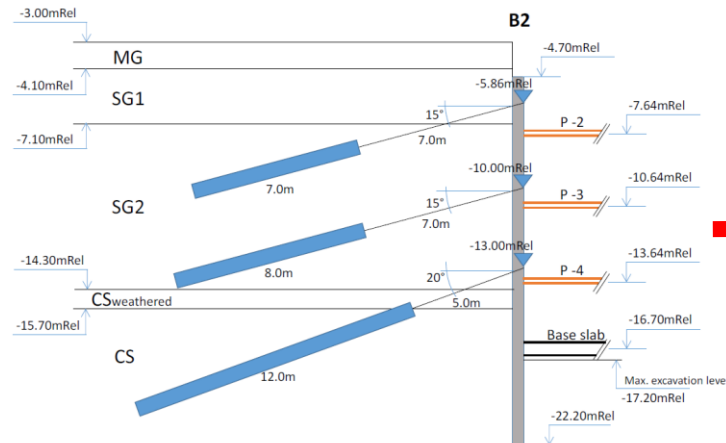 B2
-3.00mRel
-4.70mRel
MG
-5.86mRel
-4.10mRel
SG1
15°
P -2
-7.64mRel
7.0m
-7.10mRel
7.0m
-10.00mRel
P -3
-10.64mRel
SG2
15°
7.0m
8.0m
-13.00mRel
-14.30mRel
P -4
-13.64mRel
20°
CSweathered
5.0m
-15.70mRel
Base slab
-16.70mRel
CS
12.0m
Max. excavation leve
-17.20mRel
-22.20mRel